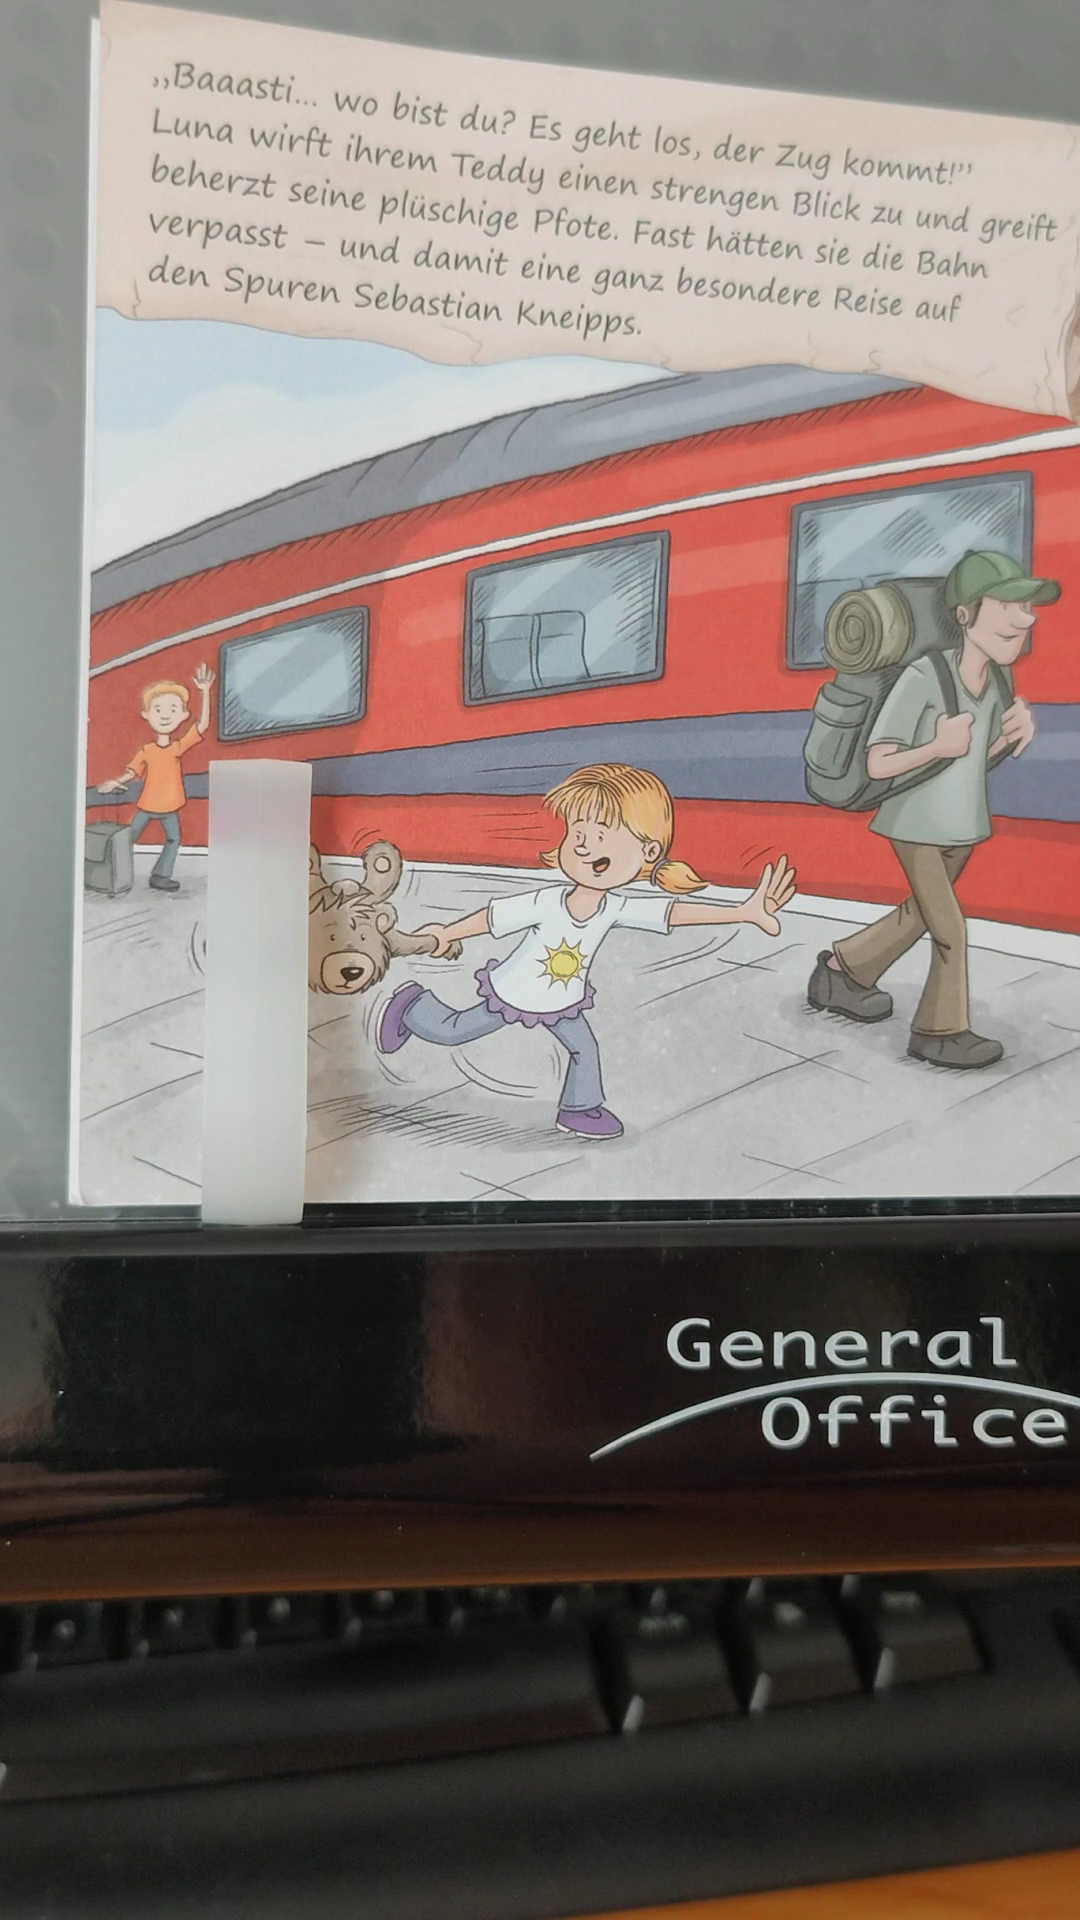 „Baaasti... wo bist du? Es geht los, der Zug kommt!”
Luna wirft ihrem Teddy einen strengen Blick zu und greift
beherzt seine plüschige Pfote. Fast hätten sie die Bahn
verpasst – und damit eine ganz besondere Reise auf
den Spuren Sebastian Kneipps.
General
Office